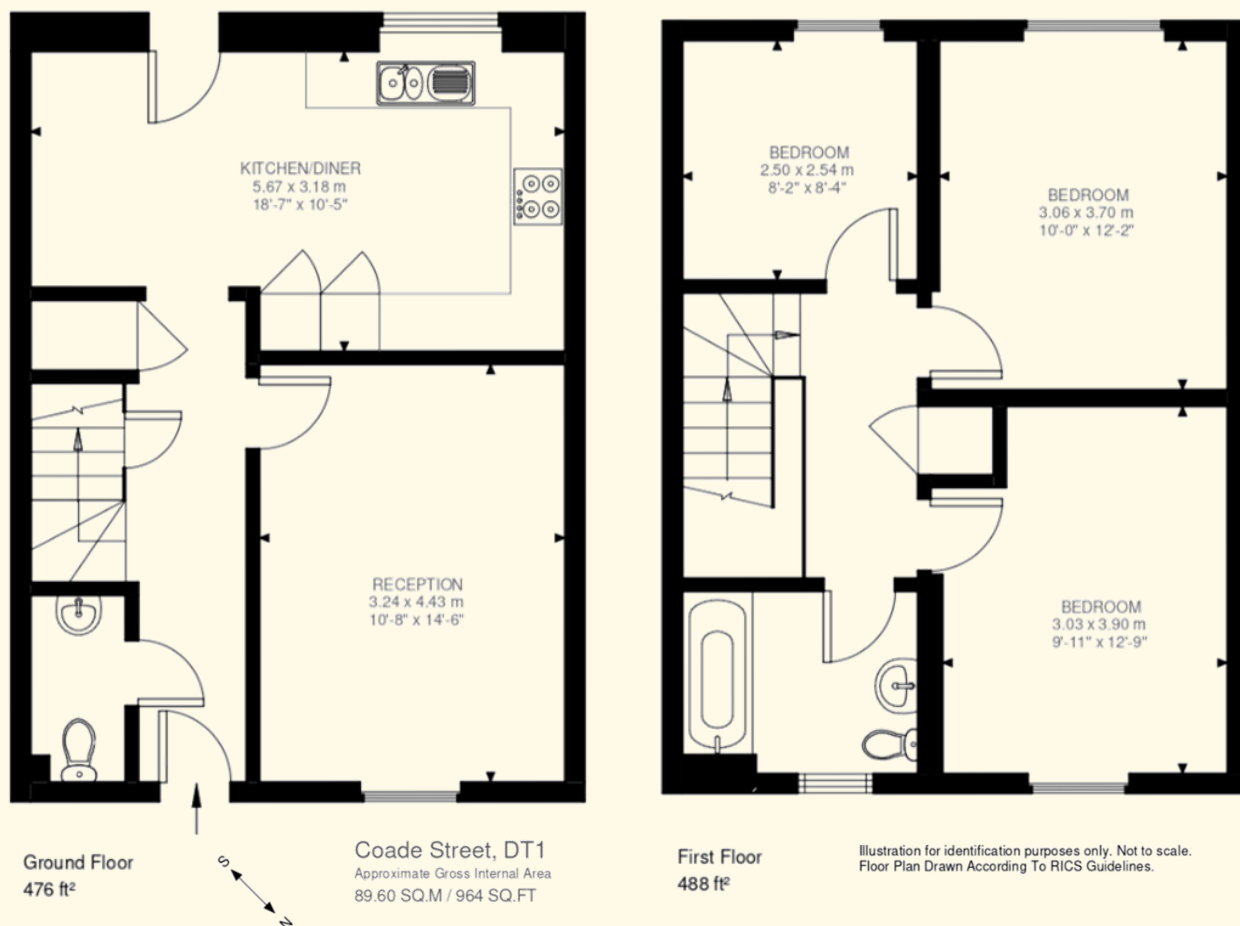 KITCHEN/DINER
5.67 x 3.18 m
18'-7" x 10'-5"
RECEPTION
3.24 x 4.43 m
10'-8" x 14'-6"
BEDROOM
2.50 x 2.54 m
8'-2" x 8'-4"
BEDROOM
3.06 x 3.70 m
10'-0" x 12'-2"
BEDROOM
3.03 x 3.90 m
9'-11" x 12'-9"
Ground Floor
476 ft²
S
N
Coade Street, DT1
Approximate Gross Internal Area
89.60 SQ.M / 964 SQ.FT
First Floor
488 ft²
Illustration for identification purposes only. Not to scale.
Floor Plan Drawn According To RICS Guidelines.